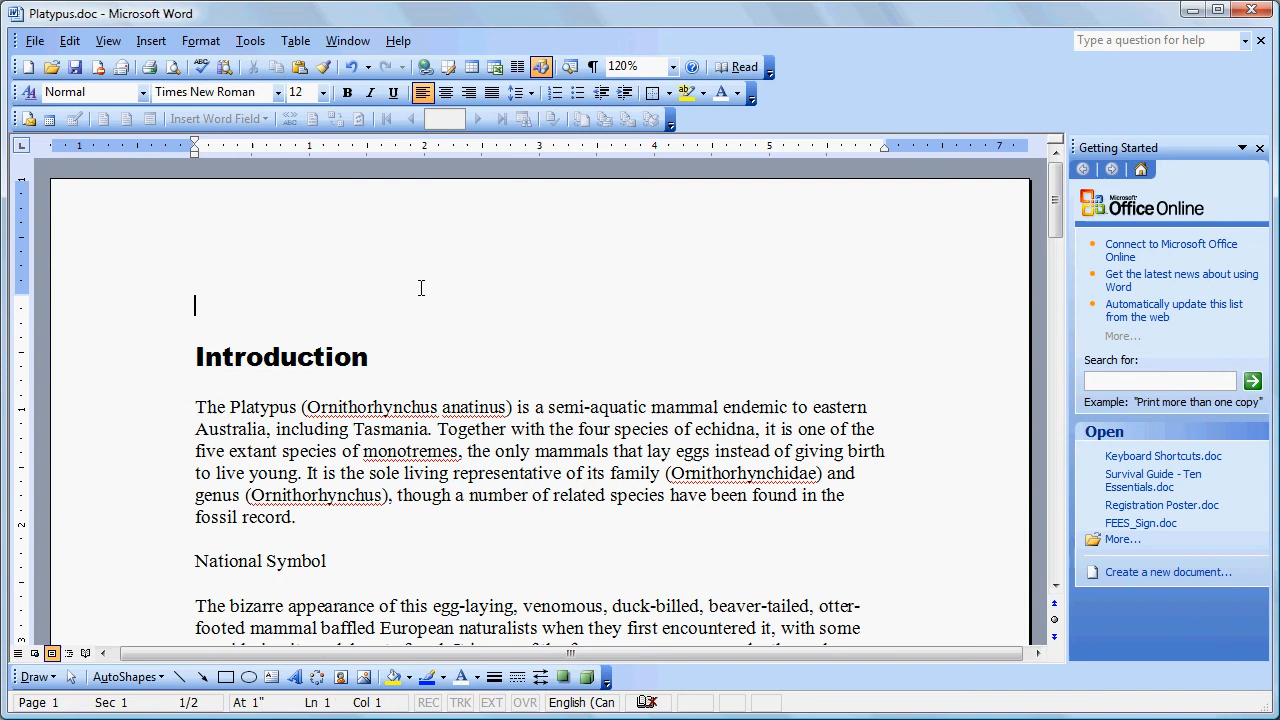 Platypus.doc - Microsoft Word
File Edit View Insert Format Tools Table Window Help
Type a question for help
120%
Read
Normal
Times New Roman
12
B I U
Insert Word Field
1 1 2 3 4 5 7
Getting Started
Microsoft
Office Online
Connect to Microsoft Office
Online
Get the latest news about using
Word
Automatically update this list
from the web
More...
Search for:
Example: "Print more than one copy"
Open
Keyboard Shortcuts.doc
Survival Guide - Ten
Essentials.doc
Registration Poster.doc
FEES_Sign.doc
More...
Create a new document...
Introduction
The Platypus (Ornithorhynchus anatinus) is a semi-aquatic mammal endemic to eastern
Australia, including Tasmania. Together with the four species of echidna, it is one of the
five extant species of monotremes, the only mammals that lay eggs instead of giving birth
to live young. It is the sole living representative of its family (Ornithorhynchidae) and
genus (Ornithorhynchus), though a number of related species have been found in the
fossil record.
National Symbol
The bizarre appearance of this egg-laying, venomous, duck-billed, beaver-tailed, otter-
footed mammal baffled European naturalists when they first encountered it, with some
Draw AutoShapes
Page 1 Sec 1 1/2 At 1" Ln 1 Col 1 REC TRK EXT OVR English (Can